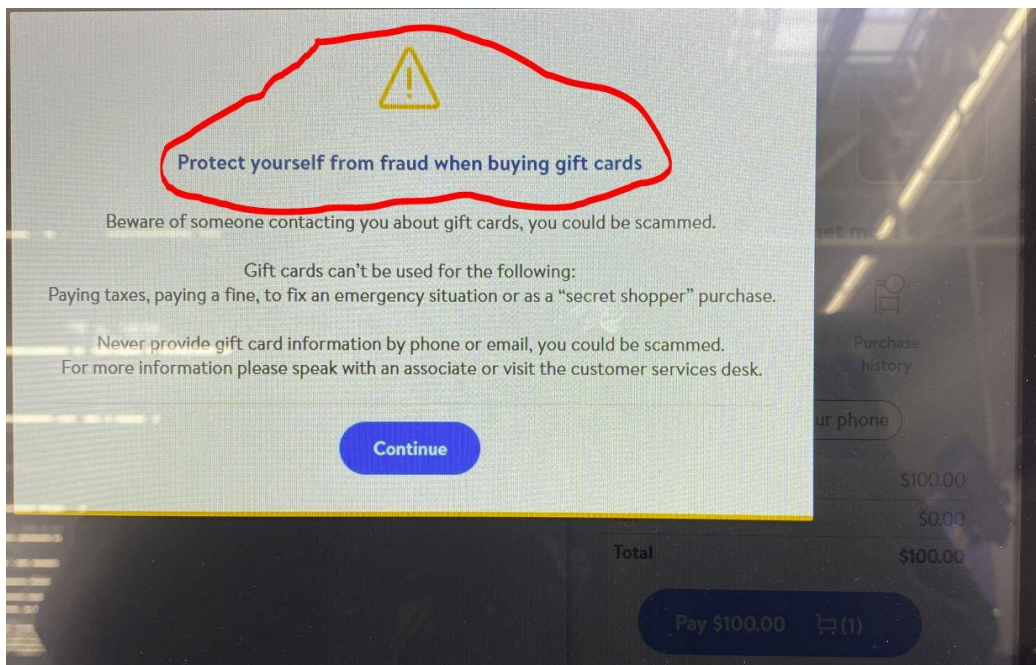 Protect yourself from fraud when buying gift cards
Beware of someone contacting you about gift cards, you could be scammed.
Gift cards can't be used for the following:
Paying taxes, paying a fine, to fix an emergency situation or as a "secret shopper" purchase.
Never provide gift card information by phone or email, you could be scammed.
For more information please speak with an associate or visit the customer services desk.
Continue
Purchase
history
ur phone
$100.00
$0.00
Total $100.00
Pay $100.00 (1)